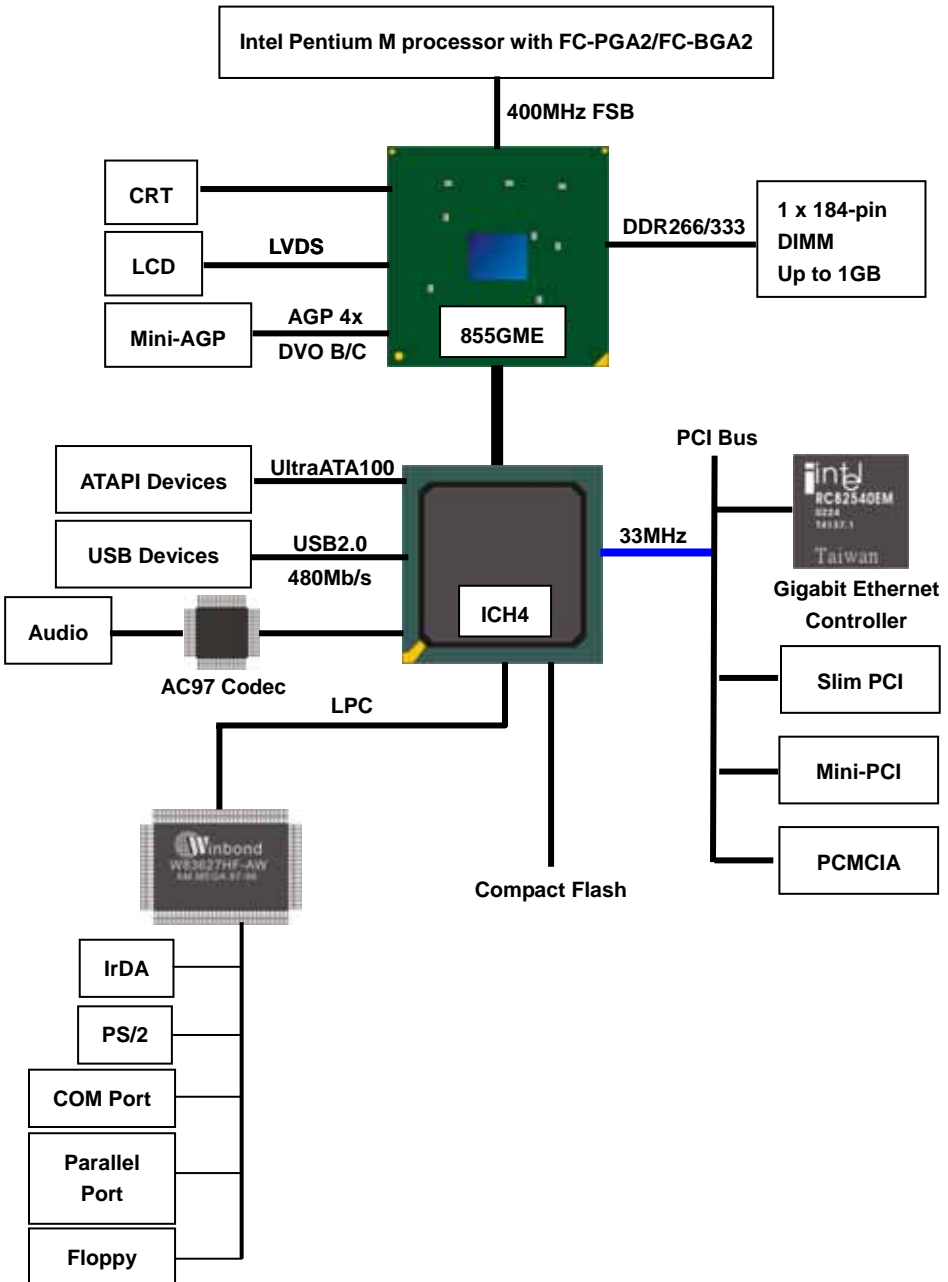 Intel Pentium M processor with FC-PGA2/FC-BGA2
400MHz FSB
CRT
LCD
LVDS
Mini-AGP
AGP 4x
DVO B/C
855GME
DDR266/333
1 x 184-pin
DIMM
Up to 1GB
ATAPI Devices
UltraATA100
USB Devices
USB2.0
480Mb/s
Audio
AC97 Codec
ICH4
33MHz
PCI Bus
intel
RC82540EM
Taiwan
Gigabit Ethernet
Controller
Slim PCI
Mini-PCI
PCMCIA
LPC
Winbond
W83627HF-AW
Compact Flash
IrDA
PS/2
COM Port
Parallel
Port
Floppy